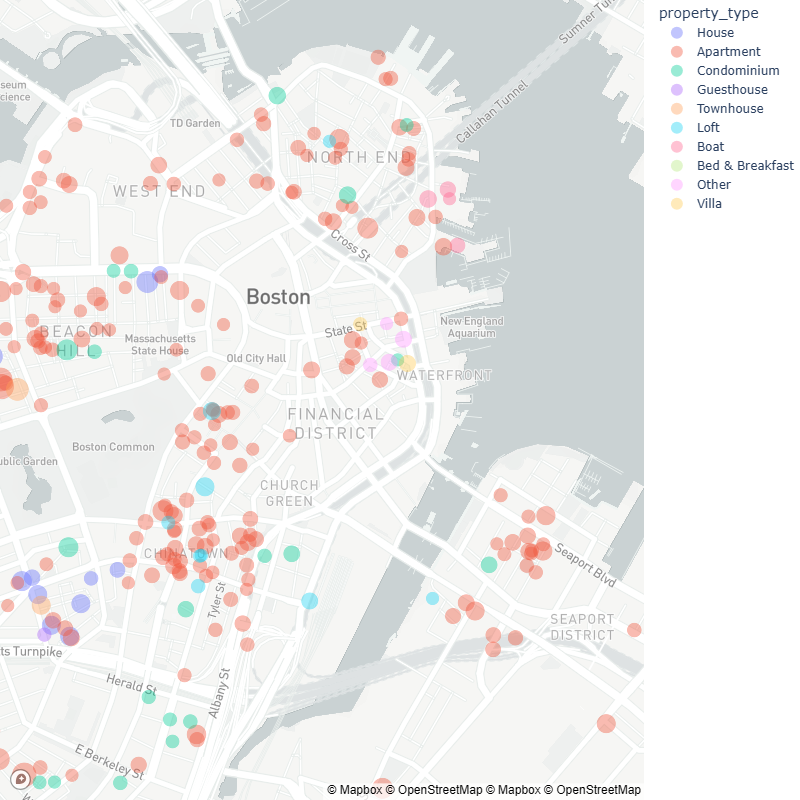 property_type
House
Apartment
Condominium
Guesthouse
Townhouse
Loft
Boat
Bed & Breakfast
Other
Villa
Sumner Tun
seum
cience
TD Garden
Callahan Tunnel
NORTH END
WEST END
Cross St
Boston
State St
New England
Aquarium
BEACON
HILL
Massachusetts
State House
Old City Hall
WATERFRONT
FINANCIAL
DISTRICT
Boston Common
ublic Garden
CHURCH
GREEN
CHINATOWN
Seaport Blvd
Tyler St
SEAPORT
DISTRICT
ts Turnpike
Herald St
Albany St
E Berkeley St
© Mapbox © OpenStreetMap © Mapbox © OpenStreetMap